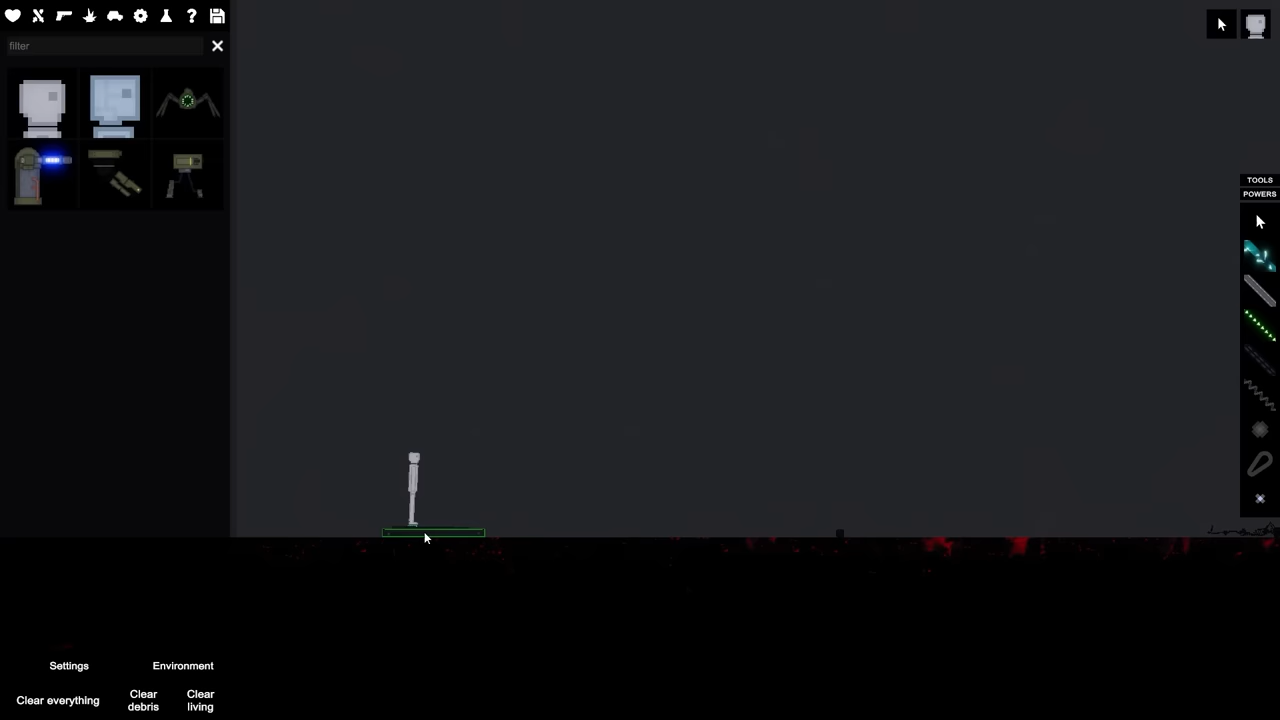 filter
TOOLS
POWERS
Settings
Environment
Clear everything
Clear
debris
Clear
living